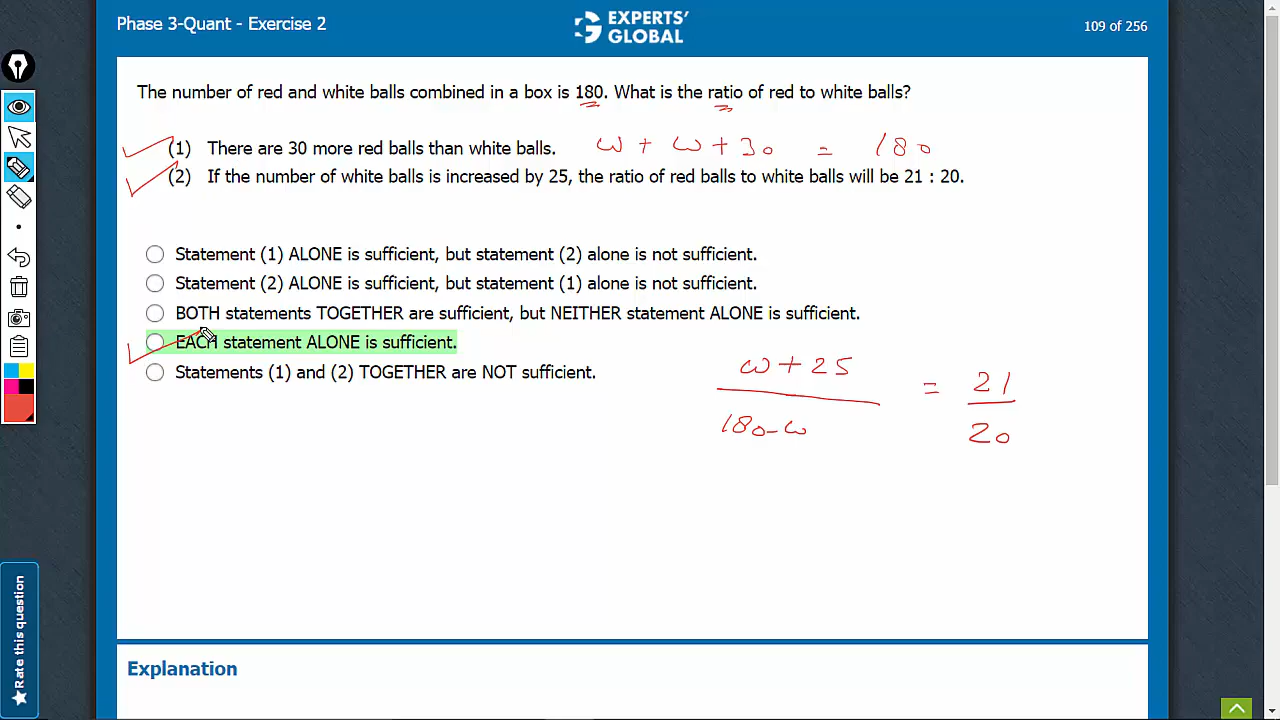 Phase 3-Quant - Exercise 2
EXPERTS'
GLOBAL
109 of 256
The number of red and white balls combined in a box is 180. What is the ratio of red to white balls?
(1) There are 30 more red balls than white balls. w + w + 30 = 180
(2) If the number of white balls is increased by 25, the ratio of red balls to white balls will be 21 : 20.
Statement (1) ALONE is sufficient, but statement (2) alone is not sufficient.
Statement (2) ALONE is sufficient, but statement (1) alone is not sufficient.
BOTH statements TOGETHER are sufficient, but NEITHER statement ALONE is sufficient.
EACH statement ALONE is sufficient.
Statements (1) and (2) TOGETHER are NOT sufficient.
w + 25 = 21
180-w 20
Rate this question
Explanation